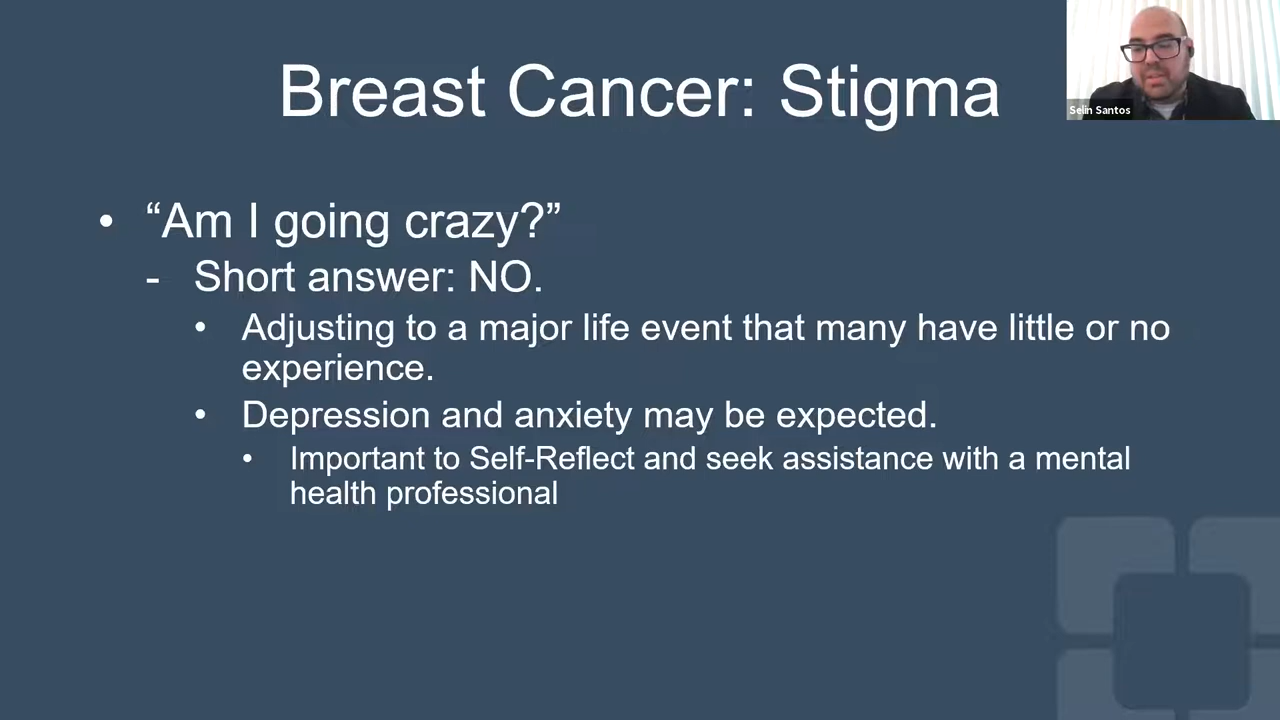 Breast Cancer: Stigma
Selin Santos
• “Am I going crazy?”
- Short answer: NO.
• Adjusting to a major life event that many have little or no
experience.
• Depression and anxiety may be expected.
• Important to Self-Reflect and seek assistance with a mental
health professional